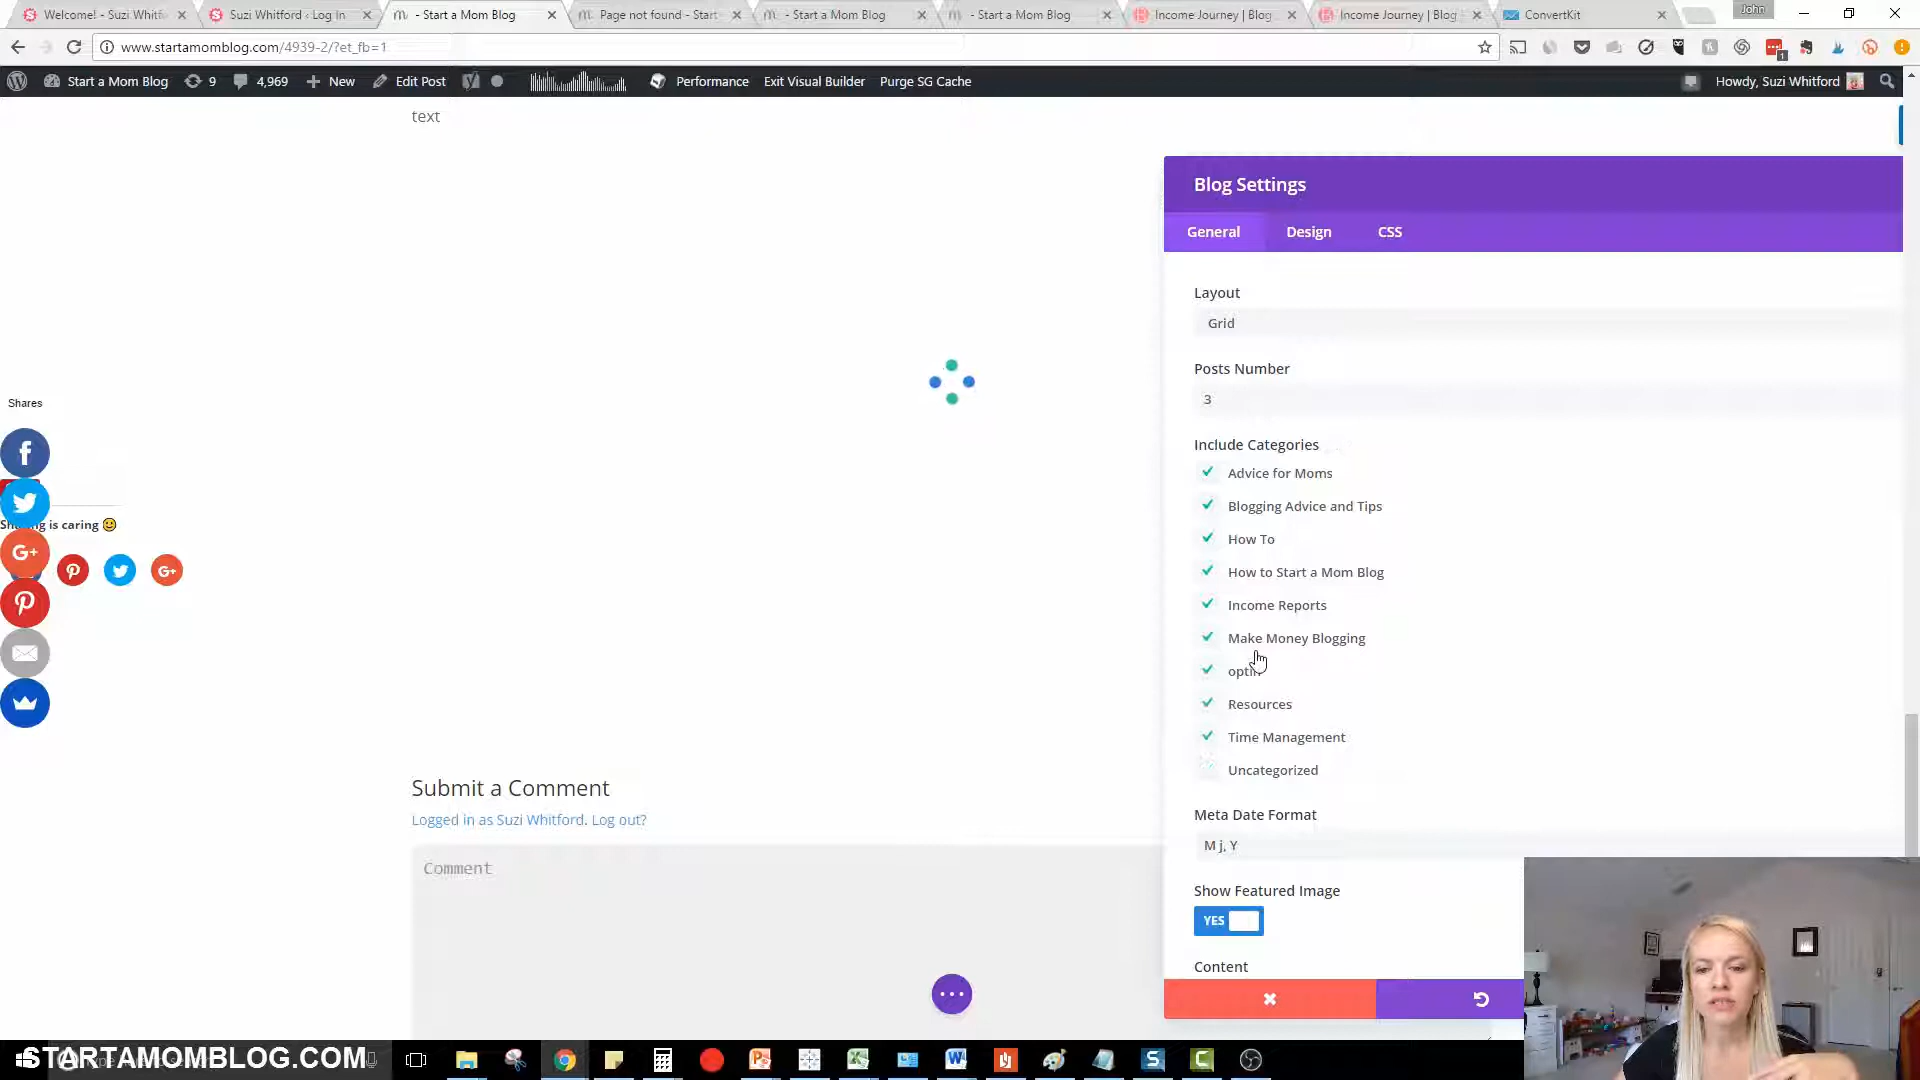 Welcome! - Suzi Whitf
Suzi Whitford - Log In
- Start a Mom Blog
Page not found - Start
- Start a Mom Blog
- Start a Mom Blog
Income Journey | Blog
Income Journey | Blog
ConvertKit
John
www.startamomblog.com/4939-2/?et_fb=1
Start a Mom Blog
9
4,969
New
Edit Post
Performance
Exit Visual Builder
Purge SG Cache
Howdy, Suzi Whitford
text
Blog Settings
General
Design
CSS
Layout
Grid
Posts Number
3
Include Categories
Advice for Moms
Blogging Advice and Tips
How To
How to Start a Mom Blog
Income Reports
Make Money Blogging
Resources
Time Management
Uncategorized
Meta Date Format
M j, Y
Show Featured Image
YES
Content
Shares
is caring
Submit a Comment
Logged in as Suzi Whitford. Log out?
Comment
STARTAMOMBLOG.COM